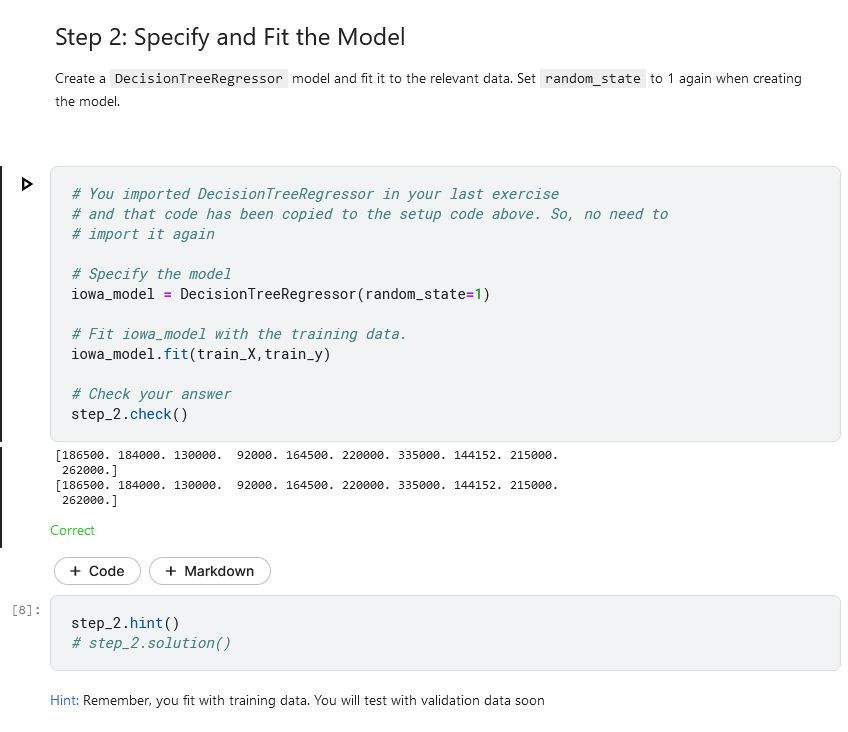 Step 2: Specify and Fit the Model
Create a DecisionTreeRegressor model and fit it to the relevant data. Set random_state to 1 again when creating
the model.
# You imported DecisionTreeRegressor in your last exercise
# and that code has been copied to the setup code above. So, no need to
# import it again
# Specify the model
iowa_model = DecisionTreeRegressor(random_state=1)
# Fit iowa_model with the training data.
iowa_model.fit(train_X,train_y)
# Check your answer
step_2.check()
[186500. 184000. 130000.  92000. 164500. 220000. 335000. 144152. 215000.
 262000.]
[186500. 184000. 130000.  92000. 164500. 220000. 335000. 144152. 215000.
 262000.]
Correct
+ Code + Markdown
[8]:
step_2.hint()
# step_2.solution()
Hint: Remember, you fit with training data. You will test with validation data soon